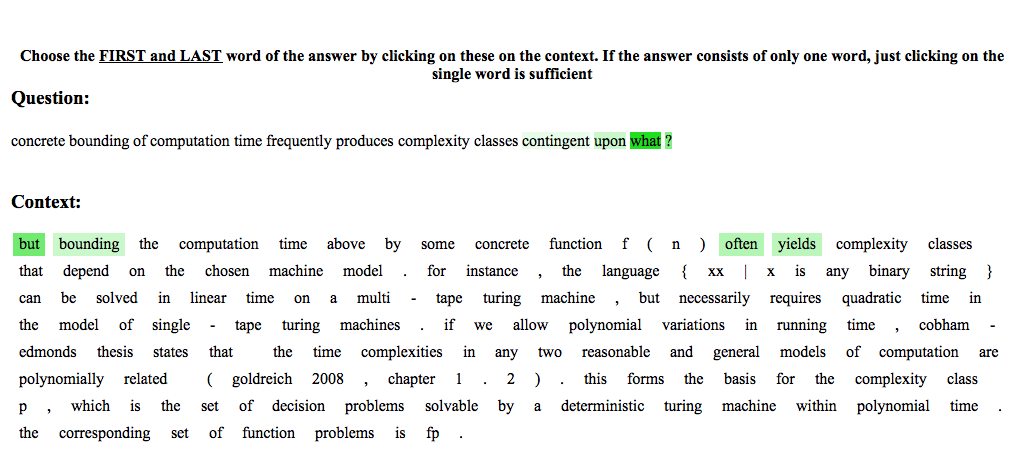 Choose the FIRST and LAST word of the answer by clicking on these on the context. If the answer consists of only one word, just clicking on the
single word is sufficient
Question:
concrete bounding of computation time frequently produces complexity classes contingent upon what ?
Context:
but bounding the computation time above by some concrete function f ( n ) often yields complexity classes
that depend on the chosen machine model . for instance , the language { xx | x is any binary string }
can be solved in linear time on a multi - tape turing machine , but necessarily requires quadratic time in
the model of single - tape turing machines . if we allow polynomial variations in running time , cobham -
edmonds thesis states that the time complexities in any two reasonable and general models of computation are
polynomially related ( goldreich 2008 , chapter 1 . 2 ) . this forms the basis for the complexity class
p , which is the set of decision problems solvable by a deterministic turing machine within polynomial time .
the corresponding set of function problems is fp .